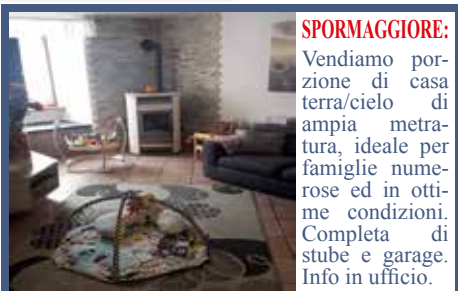 SPORMAGGIORE:
Vendiamo por-
zione di casa
terra/cielo di
ampia metra-
tura, ideale per
famiglie nume-
rose ed in otti-
me condizioni.
Completa di
stube e garage.
Info in ufficio.